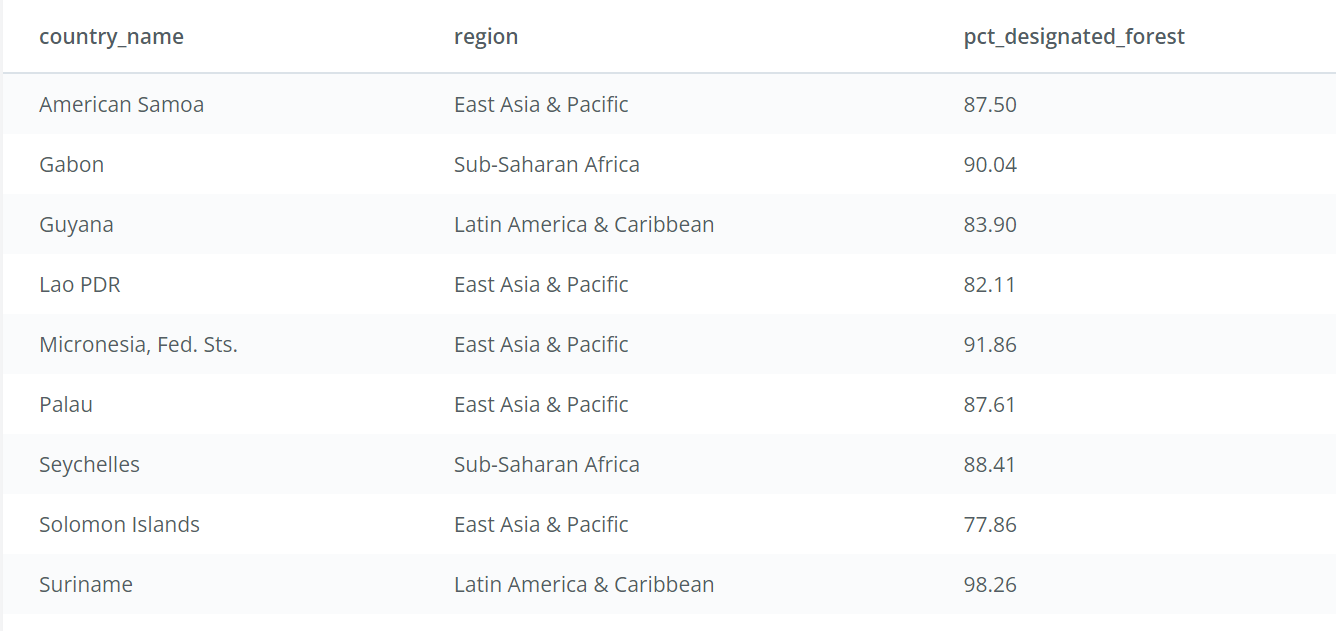 country_name region pct_designated_forest
American Samoa East Asia & Pacific 87.50
Gabon Sub-Saharan Africa 90.04
Guyana Latin America & Caribbean 83.90
Lao PDR East Asia & Pacific 82.11
Micronesia, Fed. Sts. East Asia & Pacific 91.86
Palau East Asia & Pacific 87.61
Seychelles Sub-Saharan Africa 88.41
Solomon Islands East Asia & Pacific 77.86
Suriname Latin America & Caribbean 98.26